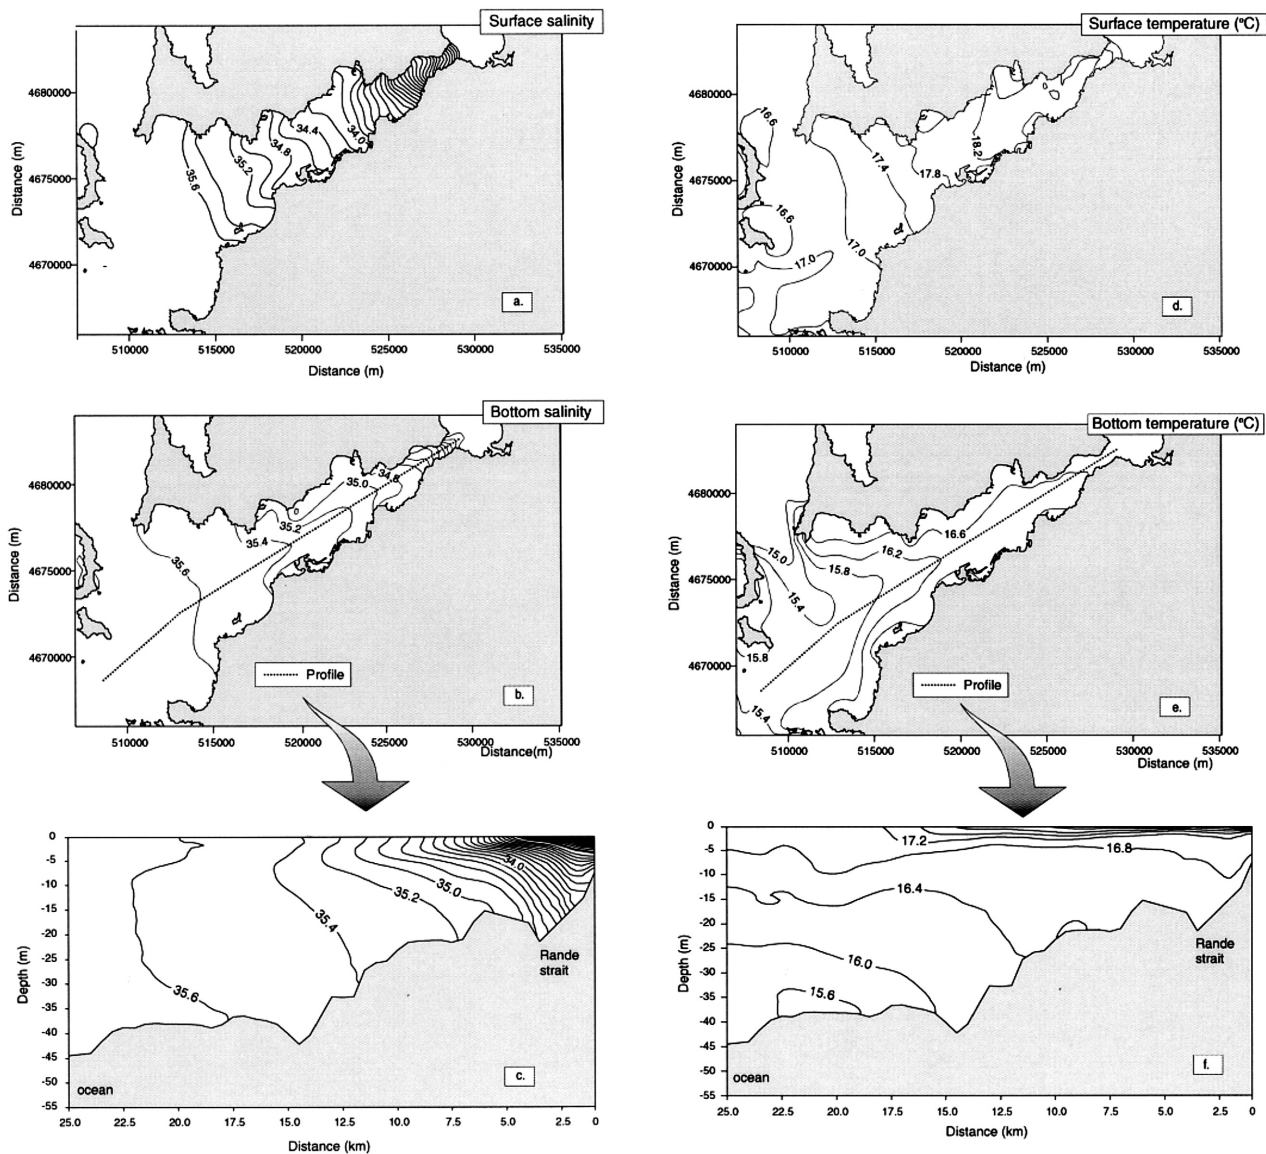 Surface salinity
4680000
4675000
4670000
Distance (m)
35.6
35.2
34.8
34.4
34.0
a.
510000 515000 520000 525000 530000 535000
Distance (m)
Surface temperature (ºC)
4680000
4675000
4670000
Distance (m)
16.6
16.6
17.0
17.0
17.4
17.8
18.2
d.
510000 515000 520000 525000 530000 535000
Distance (m)
Bottom salinity
4680000
4675000
4670000
Distance (m)
34.8
35.0
35.2
35.4
35.6
Profile
b.
510000 515000 520000 525000 530000
Distance(m)
Bottom temperature (ºC)
4680000
4675000
4670000
Distance (m)
16.6
16.2
15.8
15.0
15.4
15.8
15.4
Profile
e.
510000 515000 520000 525000 530000 535000
Distance (m)
0
-5
-10
-15
-20
-25
-30
-35
-40
-45
-50
-55
Depth (m)
34.0
35.0
35.2
35.4
35.6
Rande
strait
ocean
c.
25.0 22.5 20.0 17.5 15.0 12.5 10.0 7.5 5.0 2.5 0
Distance (km)
0
-5
-10
-15
-20
-25
-30
-35
-40
-45
-50
-55
Depth (m)
17.2
16.8
16.4
16.0
15.6
Rande
strait
ocean
f.
25.0 22.5 20.0 17.5 15.0 12.5 10.0 7.5 5.0 2.5 0
Distance (km)